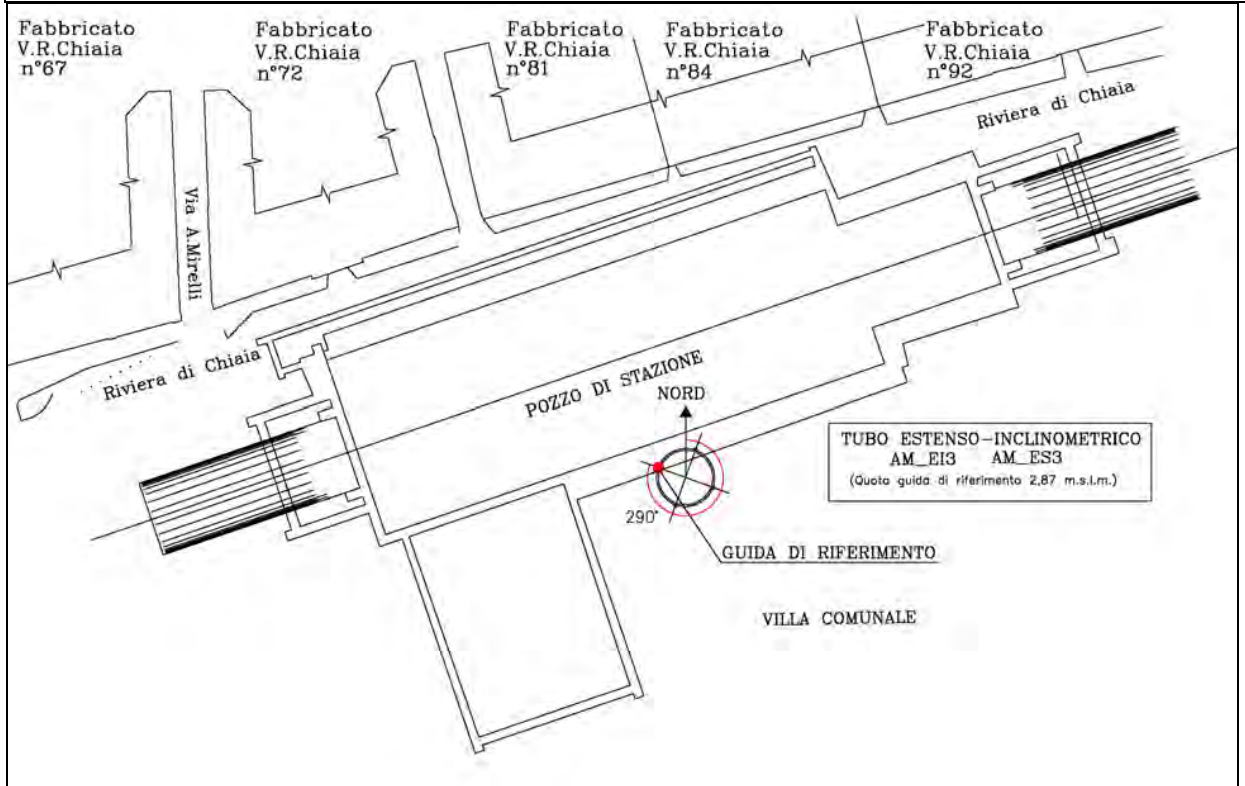 Fabbricato
V.R.Chiaia
n°67
Fabbricato
V.R.Chiaia
n°72
Fabbricato
V.R.Chiaia
n°81
Fabbricato
V.R.Chiaia
n°84
Fabbricato
V.R.Chiaia
n°92
Riviera di Chiaia
Via A.Mirelli
Riviera di Chiaia
POZZO DI STAZIONE
NORD
TUBO ESTENSO-INCLINOMETRICO
AM_EI3 AM_ES3
(Quota guida di riferimento 2,87 m.s.l.m.)
290°
GUIDA DI RIFERIMENTO
VILLA COMUNALE